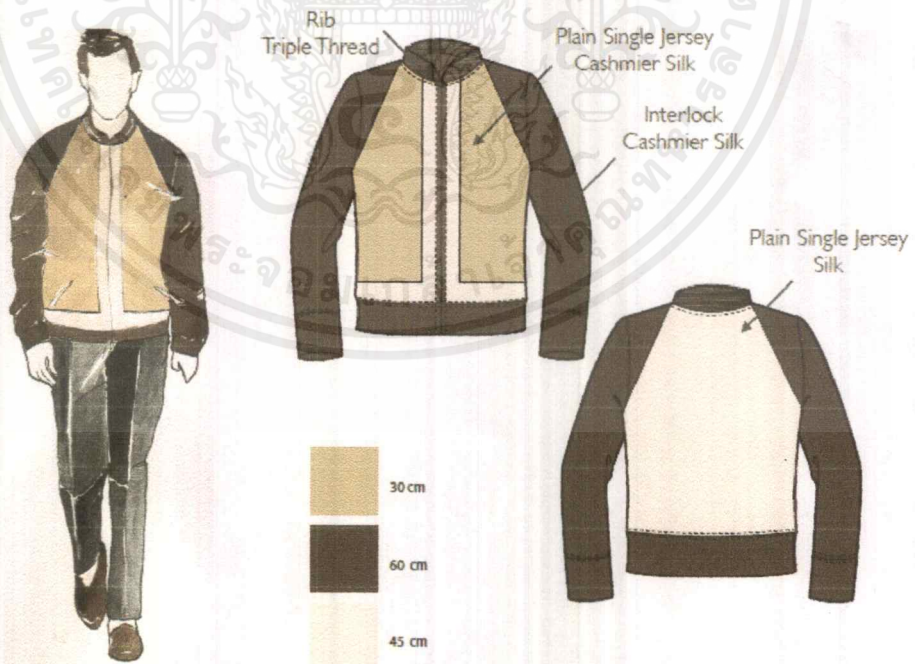 Rib
Triple Thread
Plain Single Jersey
Cashmier Silk
Interlock
Cashmier Silk
Plain Single Jersey
Silk
30 cm
60 cm
45 cm